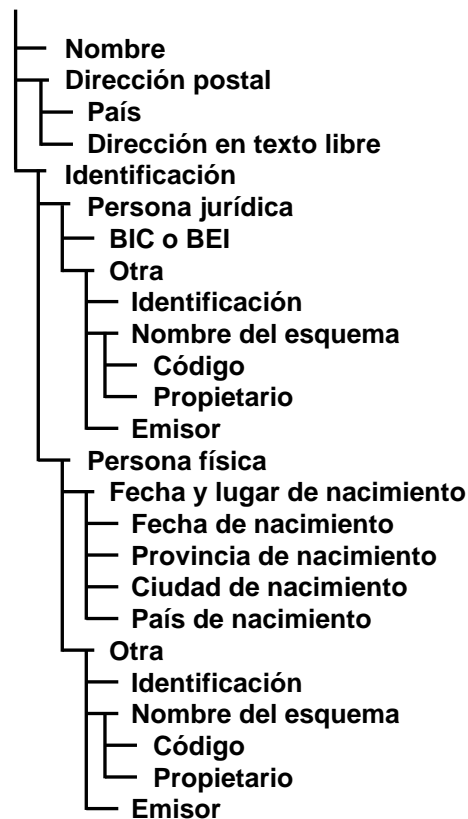 Nombre
Dirección postal
País
Dirección en texto libre
Identificación
Persona jurídica
BIC o BEI
Otra
Identificación
Nombre del esquema
Código
Propietario
Emisor
Persona física
Fecha y lugar de nacimiento
Fecha de nacimiento
Provincia de nacimiento
Ciudad de nacimiento
País de nacimiento
Otra
Identificación
Nombre del esquema
Código
Propietario
Emisor